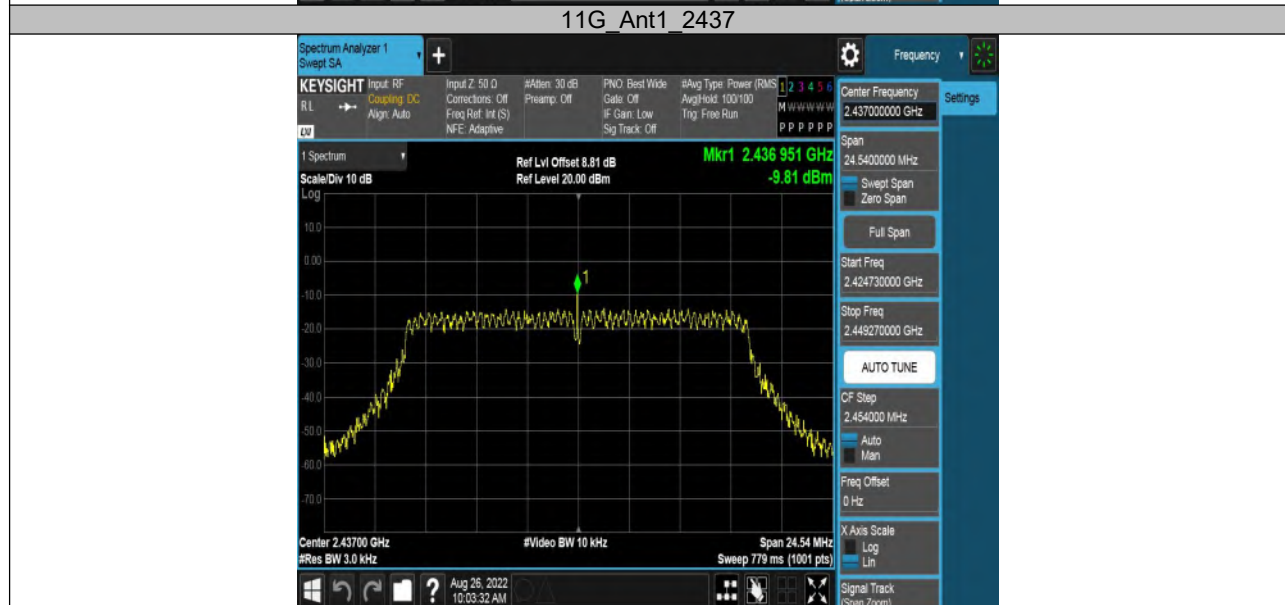 11G_Ant1_2437
Spectrum Analyzer 1
Swept SA
+
Frequency
KEYSIGHT
RL
LXI
Input: RF
Coupling: DC
Align: Auto
Input Z: 50 Ω
Corrections: Off
Freq Ref: Int (S)
NFE: Adaptive
#Atten: 30 dB
Preamp: Off
PNO: Best Wide
Gate: Off
IF Gain: Low
Sig Track: Off
#Avg Type: Power (RMS
Avg|Hold: 100/100
Trig: Free Run
1 2 3 4 5 6
M W W W W W
P P P P P P
Center Frequency
2.437000000 GHz
Settings
Span
24.5400000 MHz
Swept Span
Zero Span
Full Span
Start Freq
2.424730000 GHz
Stop Freq
2.449270000 GHz
AUTO TUNE
CF Step
2.454000 MHz
Auto
Man
Freq Offset
0 Hz
X Axis Scale
Log
Lin
Signal Track
(Span Zoom)
1 Spectrum
Scale/Div 10 dB
Log
Ref Lvl Offset 8.81 dB
Ref Level 20.00 dBm
Mkr1 2.436 951 GHz
-9.81 dBm
10.0
0.00
-10.0
-20.0
-30.0
-40.0
-50.0
-60.0
-70.0
1
Center 2.43700 GHz
#Res BW 3.0 kHz
#Video BW 10 kHz
Span 24.54 MHz
Sweep 779 ms (1001 pts)
?
Aug 26, 2022
10:03:32 AM